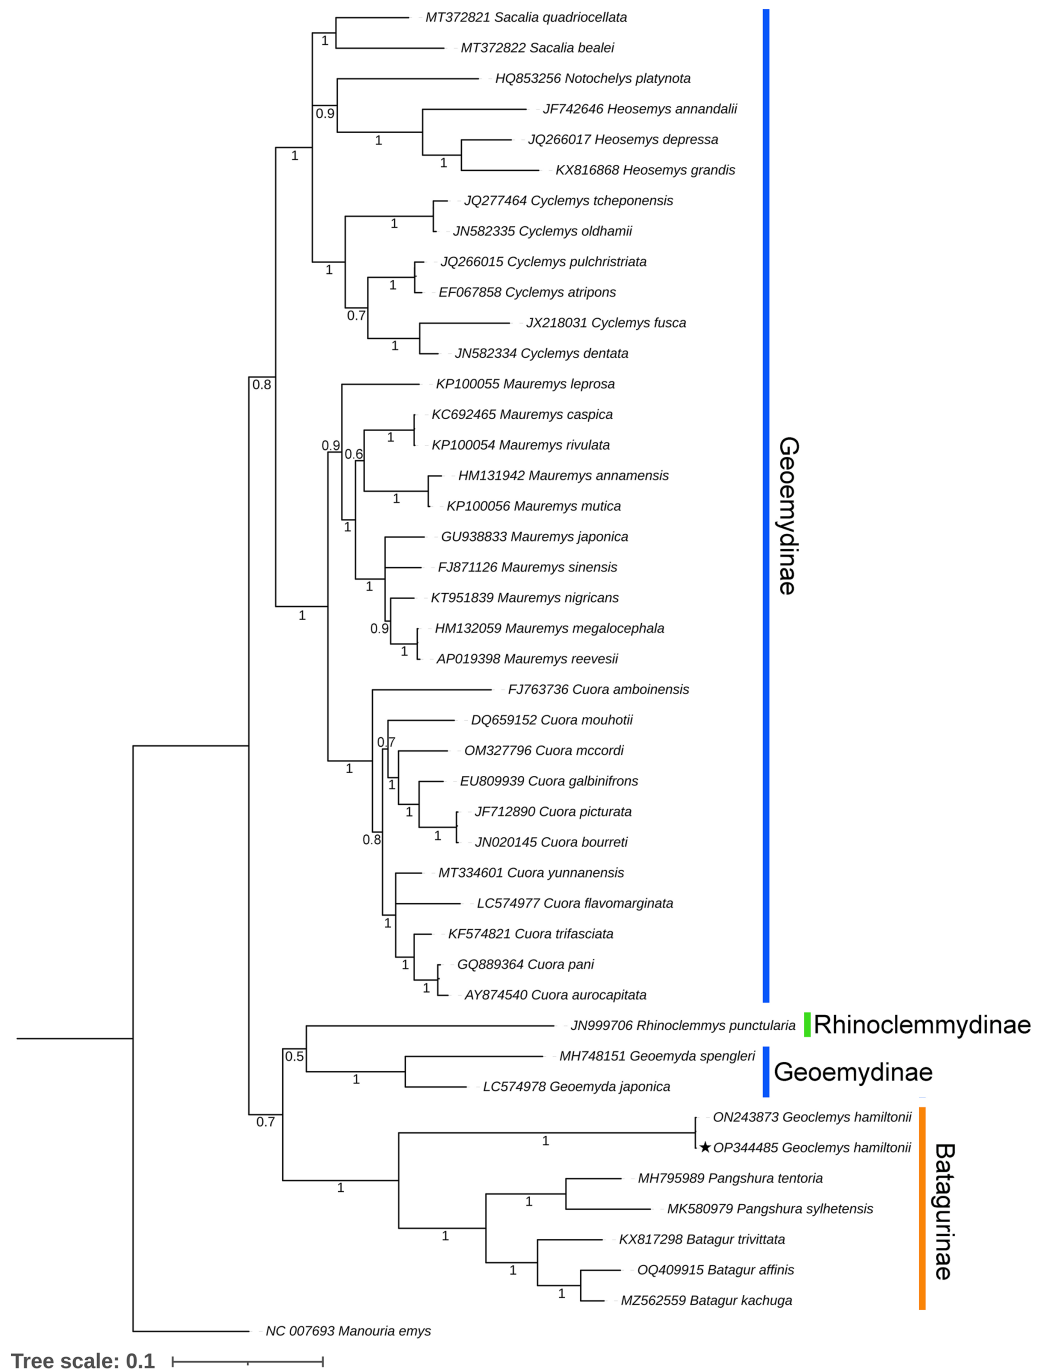 MT372821 Sacalia quadriocellata
1
MT372822 Sacalia bealei
HQ853256 Notochelys platynota
0.9
JF742646 Heosemys annandalii
1
JQ266017 Heosemys depressa
1
KX816868 Heosemys grandis
1
JQ277464 Cyclemys tcheponensis
1
JN582335 Cyclemys oldhamii
1
JQ266015 Cyclemys pulchristriata
1
EF067858 Cyclemys atripons
0.7
JX218031 Cyclemys fusca
1
JN582334 Cyclemys dentata
0.8
KP100055 Mauremys leprosa
KC692465 Mauremys caspica
1
0.9
KP100054 Mauremys rivulata
0.6
HM131942 Mauremys annamensis
1
KP100056 Mauremys mutica
1
GU938833 Mauremys japonica
FJ871126 Mauremys sinensis
1
KT951839 Mauremys nigricans
1
HM132059 Mauremys megalocephala
0.9
1
AP019398 Mauremys reevesii
FJ763736 Cuora amboinensis
DQ659152 Cuora mouhotii
0.7
OM327796 Cuora mccordi
1
EU809939 Cuora galbinifrons
1
1
JF712890 Cuora picturata
1
JN020145 Cuora bourreti
0.8
MT334601 Cuora yunnanensis
LC574977 Cuora flavomarginata
1
KF574821 Cuora trifasciata
1
GQ889364 Cuora pani
1
AY874540 Cuora aurocapitata
Geoemydinae
JN999706 Rhinoclemmys punctularia
Rhinoclemmydinae
0.5
MH748151 Geoemyda spengleri
1
Geoemydinae
LC574978 Geoemyda japonica
0.7
ON243873 Geoclemys hamiltonii
1
★OP344485 Geoclemys hamiltonii
MH795989 Pangshura tentoria
1
1
MK580979 Pangshura sylhetensis
1
KX817298 Batagur trivittata
1
OQ409915 Batagur affinis
1
MZ562559 Batagur kachuga
Batagurinae
NC 007693 Manouria emys
Tree scale: 0.1